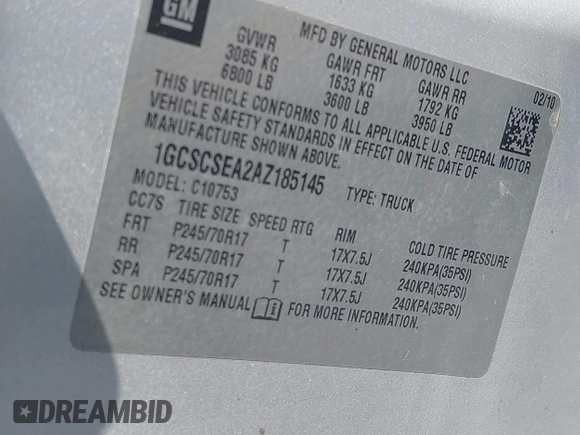 GM
MFD BY GENERAL MOTORS LLC
02/10
GVWR GAWR FRT GAWR RR
3085 KG 1633 KG 1792 KG
6800 LB 3600 LB 3950 LB
THIS VEHICLE CONFORMS TO ALL APPLICABLE U.S. FEDERAL MOTOR
VEHICLE SAFETY STANDARDS IN EFFECT ON THE DATE OF
MANUFACTURE SHOWN ABOVE.
1GCSCSEA2AZ185145 TYPE: TRUCK
MODEL: C10753
CC7S TIRE SIZE SPEED RTG RIM COLD TIRE PRESSURE
FRT P245/70R17 T 17X7.5J 240KPA(35PSI)
RR P245/70R17 T 17X7.5J 240KPA(35PSI)
SPA P245/70R17 T 17X7.5J 240KPA(35PSI)
SEE OWNER'S MANUAL FOR MORE INFORMATION.
DREAMBID